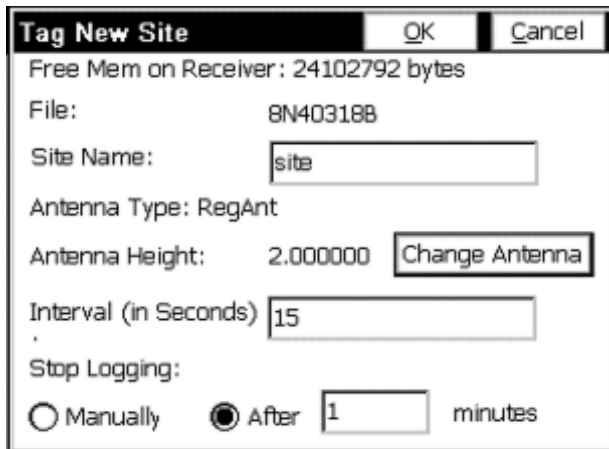 Tag New Site OK Cancel
Free Mem on Receiver: 24102792 bytes
File: 8N40318B
Site Name: site
Antenna Type: RegAnt
Antenna Height: 2.000000 Change Antenna
Interval (in Seconds) 15
Stop Logging:
Manually After 1 minutes